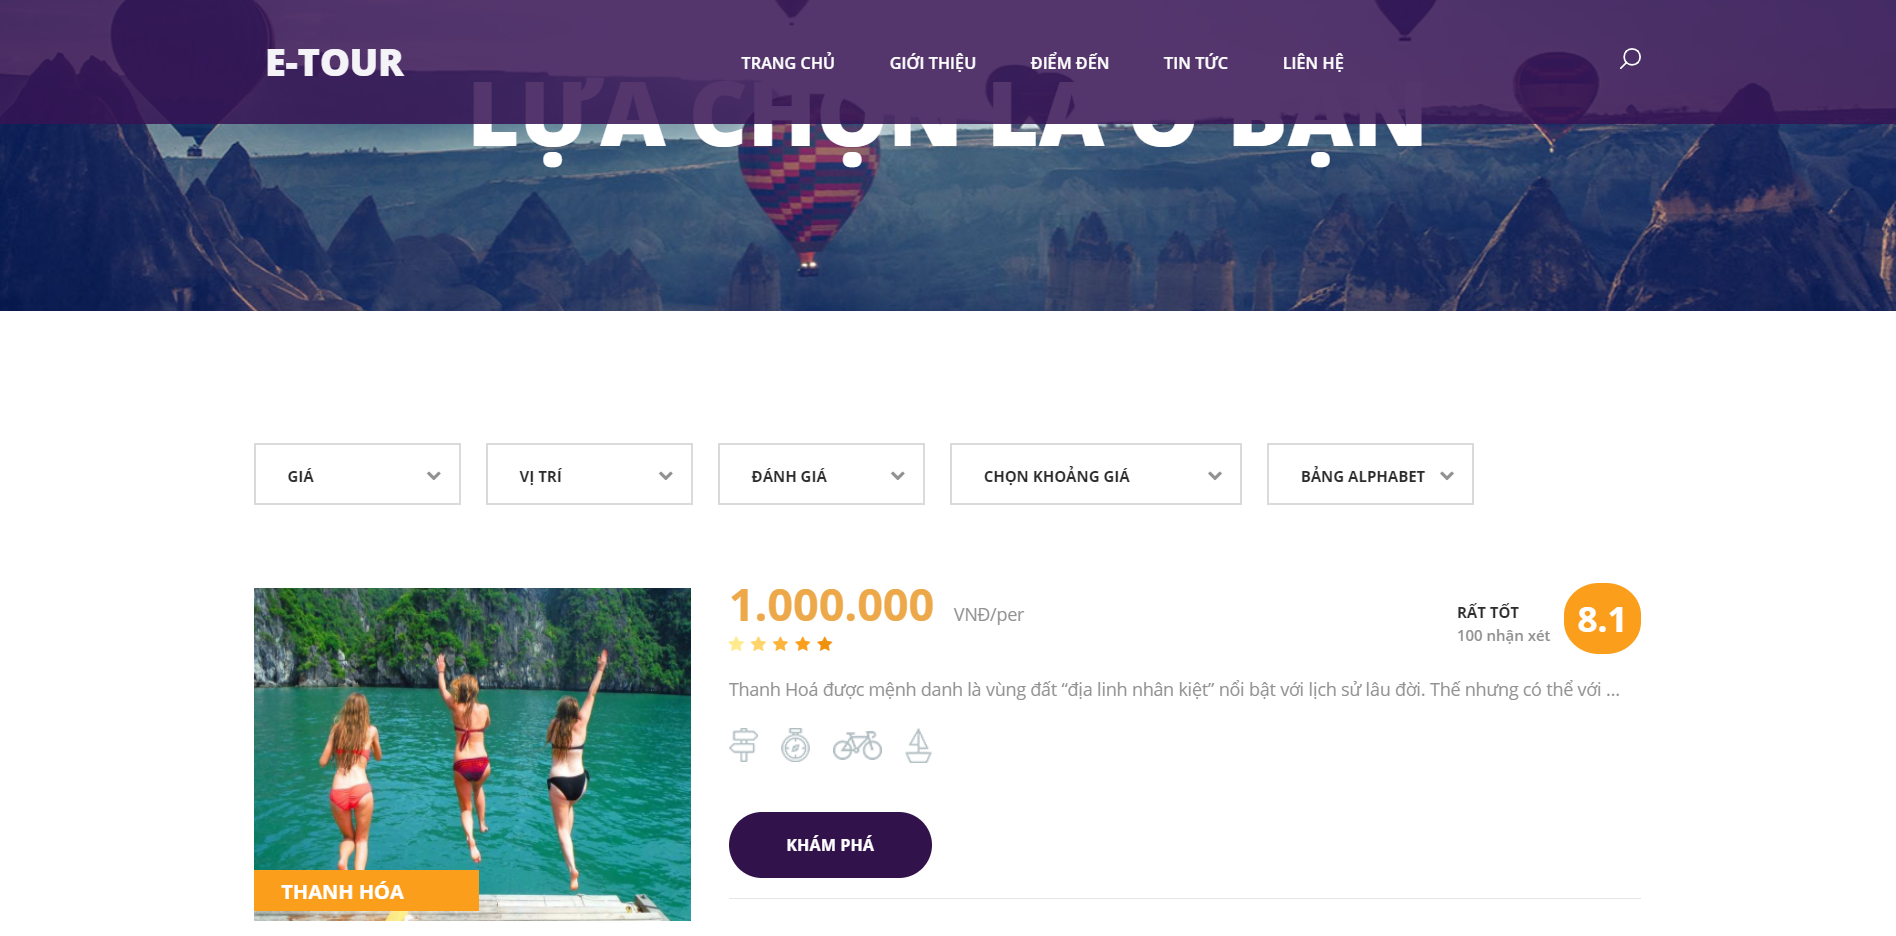 E-TOUR
TRANG CHỦ
GIỚI THIỆU
ĐIỂM ĐẾN
TIN TỨC
LIÊN HỆ
LỰA CHỌN LÀ Ở BẠN
GIÁ
VỊ TRÍ
ĐÁNH GIÁ
CHỌN KHOẢNG GIÁ
BẢNG ALPHABET
1.000.000 VNĐ/per
RẤT TỐT
100 nhận xét
8.1
Thanh Hoá được mệnh danh là vùng đất “địa linh nhân kiệt” nổi bật với lịch sử lâu đời. Thế nhưng có thể với ...
KHÁM PHÁ
THANH HÓA